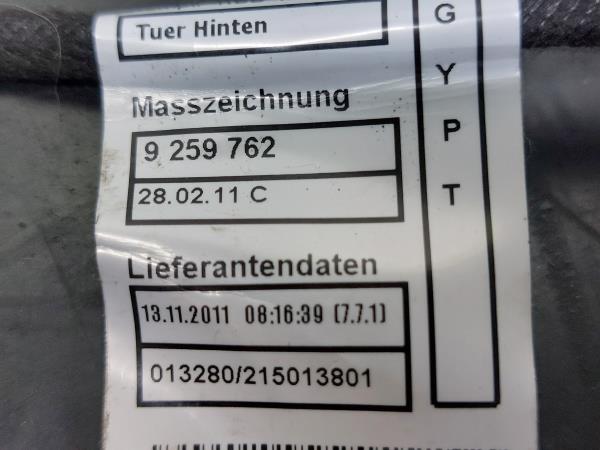 Tuer Hinten
Masszeichnung
9 259 762
28.02.11 C
Lieferantendaten
13.11.2011 08:16:39 (7.7.1)
013280/215013801
G
Y
P
T